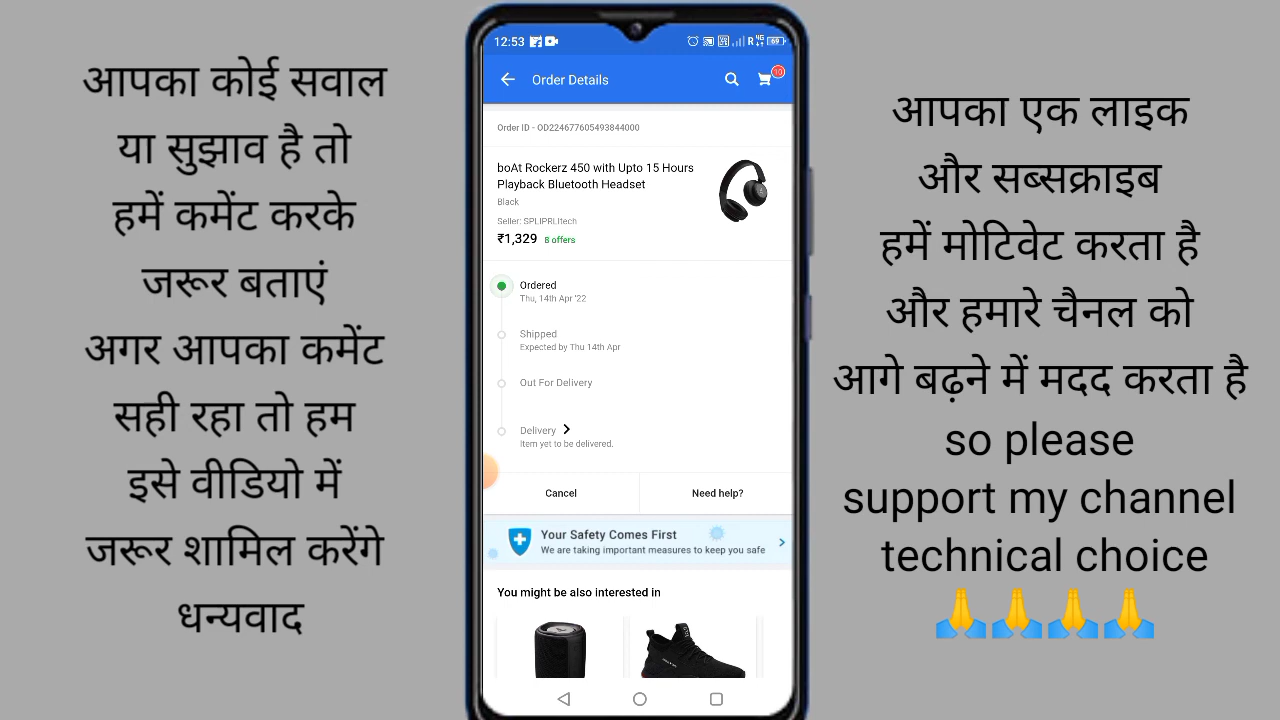 आपका कोई सवाल
या सुझाव है तो
हमें कमेंट करके
जरूर बताएं
अगर आपका कमेंट
सही रहा तो हम
इसे वीडियो में
जरूर शामिल करेंगे
धन्यवाद
12:53
R 4G 69
Order Details
10
Order ID - OD224677605493844000
boAt Rockerz 450 with Upto 15 Hours
Playback Bluetooth Headset
Black
Seller: SPLIPRLItech
₹1,329 8 offers
Ordered
Thu, 14th Apr '22
Shipped
Expected by Thu 14th Apr
Out For Delivery
Delivery
Item yet to be delivered.
Cancel Need help?
Your Safety Comes First
We are taking important measures to keep you safe
You might be also interested in
आपका एक लाइक
और सब्सक्राइब
हमें मोटिवेट करता है
और हमारे चैनल को
आगे बढ़ने में मदद करता है
so please
support my channel
technical choice
🙏🙏🙏🙏